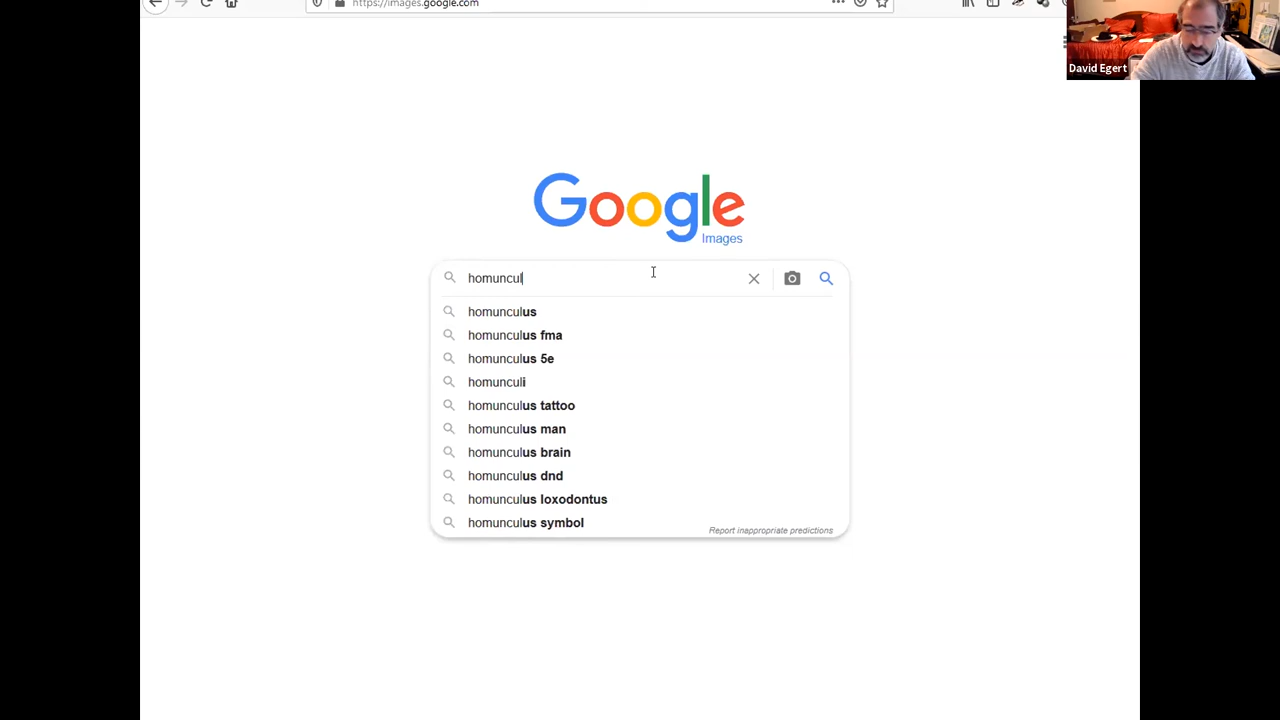 https://images.google.com
David Egert
Google
Images
homuncul
homunculus
homunculus fma
homunculus 5e
homunculi
homunculus tattoo
homunculus man
homunculus brain
homunculus dnd
homunculus loxodontus
homunculus symbol
Report inappropriate predictions